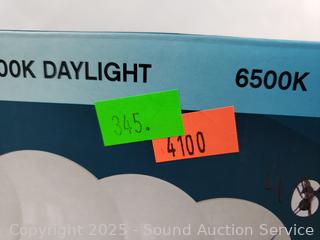 00K DAYLIGHT
6500K
345.
4100
Copyright 2025 - Sound Auction Service